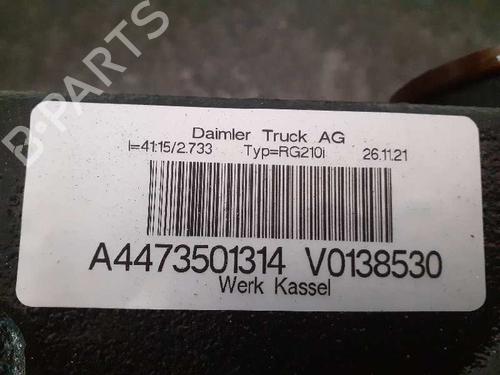 Daimler Truck AG
I=41:15/2.733 Typ=RG210i 26.11.21
A4473501314 V0138530
Werk Kassel
B-PARTS